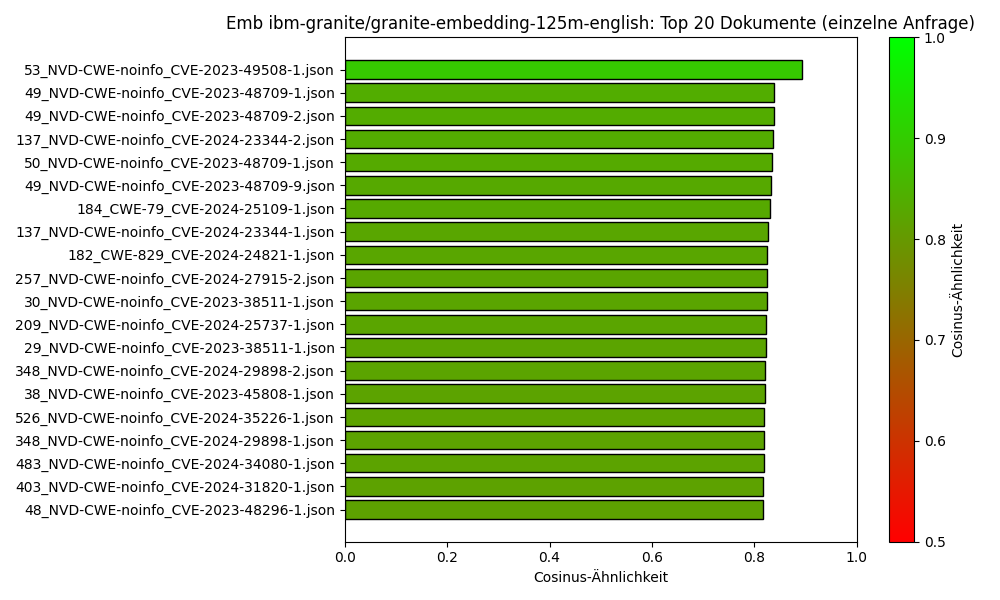 Emb ibm-granite/granite-embedding-125m-english: Top 20 Dokumente (einzelne Anfrage)
53_NVD-CWE-noinfo_CVE-2023-49508-1.json
49_NVD-CWE-noinfo_CVE-2023-48709-1.json
49_NVD-CWE-noinfo_CVE-2023-48709-2.json
137_NVD-CWE-noinfo_CVE-2024-23344-2.json
50_NVD-CWE-noinfo_CVE-2023-48709-1.json
49_NVD-CWE-noinfo_CVE-2023-48709-9.json
184_CWE-79_CVE-2024-25109-1.json
137_NVD-CWE-noinfo_CVE-2024-23344-1.json
182_CWE-829_CVE-2024-24821-1.json
257_NVD-CWE-noinfo_CVE-2024-27915-2.json
30_NVD-CWE-noinfo_CVE-2023-38511-1.json
209_NVD-CWE-noinfo_CVE-2024-25737-1.json
29_NVD-CWE-noinfo_CVE-2023-38511-1.json
348_NVD-CWE-noinfo_CVE-2024-29898-2.json
38_NVD-CWE-noinfo_CVE-2023-45808-1.json
526_NVD-CWE-noinfo_CVE-2024-35226-1.json
348_NVD-CWE-noinfo_CVE-2024-29898-1.json
483_NVD-CWE-noinfo_CVE-2024-34080-1.json
403_NVD-CWE-noinfo_CVE-2024-31820-1.json
48_NVD-CWE-noinfo_CVE-2023-48296-1.json
0.0 0.2 0.4 0.6 0.8 1.0
Cosinus-Ähnlichkeit
1.0
0.9
0.8
0.7
0.6
0.5
Cosinus-Ähnlichkeit